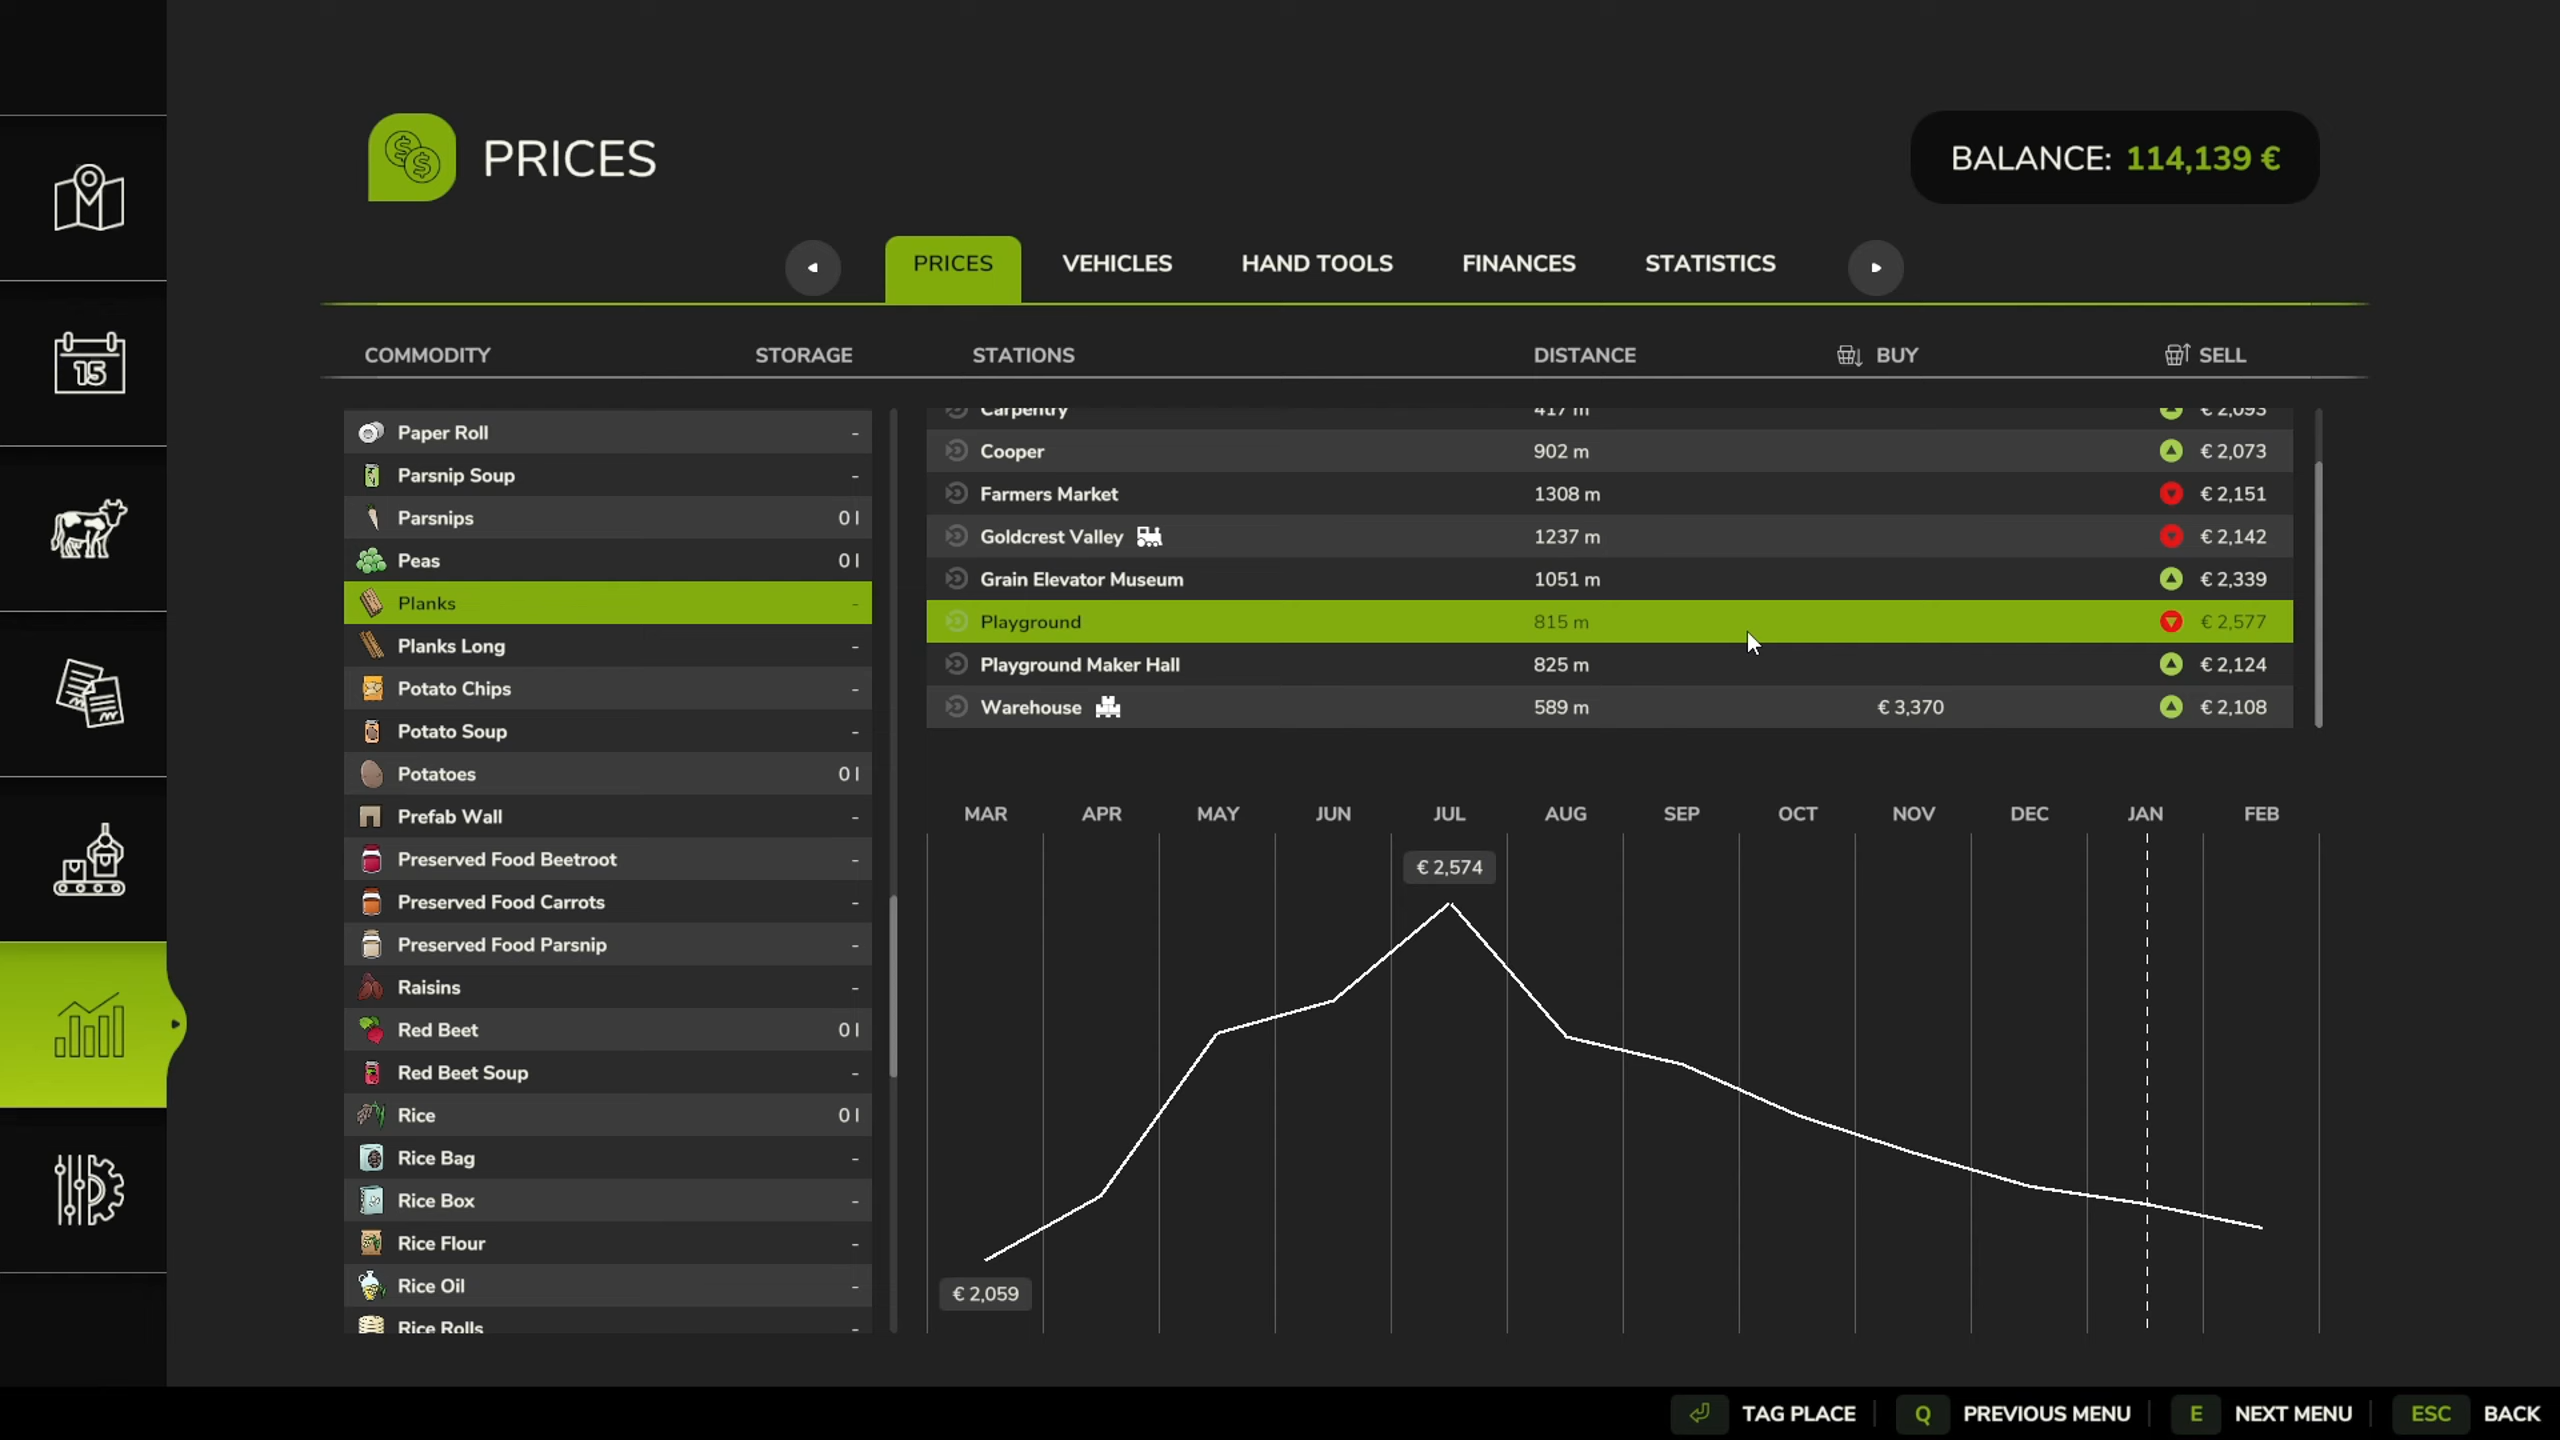 PRICES
BALANCE: 114,139 €
PRICES VEHICLES HAND TOOLS FINANCES STATISTICS
COMMODITY STORAGE STATIONS DISTANCE BUY SELL
15
Paper Roll -
Parsnip Soup -
Parsnips 0 l
Peas 0 l
Planks -
Planks Long -
Potato Chips -
Potato Soup -
Potatoes 0 l
Prefab Wall -
Preserved Food Beetroot -
Preserved Food Carrots -
Preserved Food Parsnip -
Raisins -
Red Beet 0 l
Red Beet Soup -
Rice 0 l
Rice Bag -
Rice Box -
Rice Flour -
Rice Oil -
Rice Rolls -
Carpentry 417 m € 2,093
Cooper 902 m € 2,073
Farmers Market 1308 m € 2,151
Goldcrest Valley 1237 m € 2,142
Grain Elevator Museum 1051 m € 2,339
Playground 815 m € 2,577
Playground Maker Hall 825 m € 2,124
Warehouse 589 m € 3,370 € 2,108
MAR APR MAY JUN JUL AUG SEP OCT NOV DEC JAN FEB
€ 2,574
€ 2,059
TAG PLACE Q PREVIOUS MENU E NEXT MENU ESC BACK